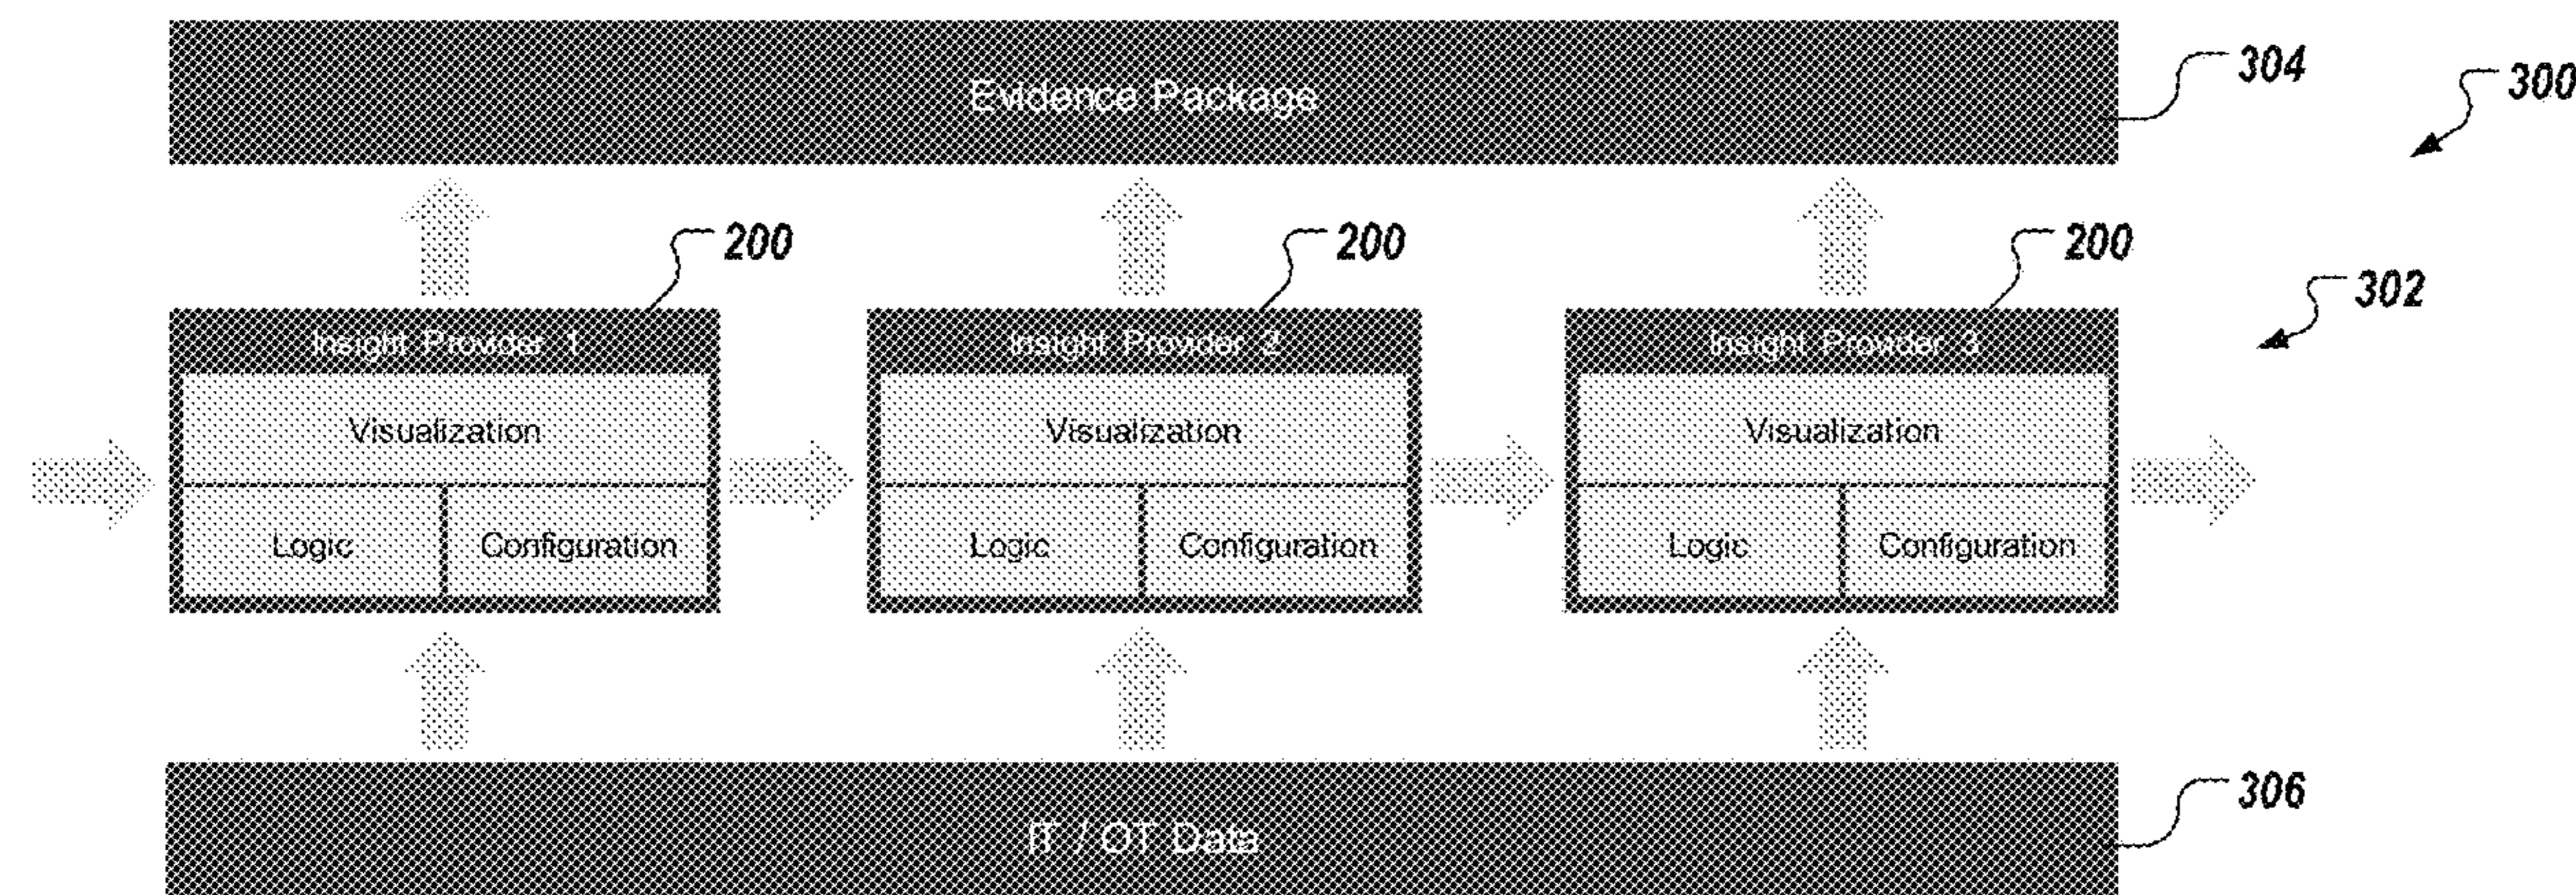 Evidence Package
304
300
200
200
200
302
Insight Provider 1
Insight Provider 2
Insight Provider 3
Visualization
Visualization
Visualization
Logic
Configuration
Logic
Configuration
Logic
Configuration
306
IT / OT Data